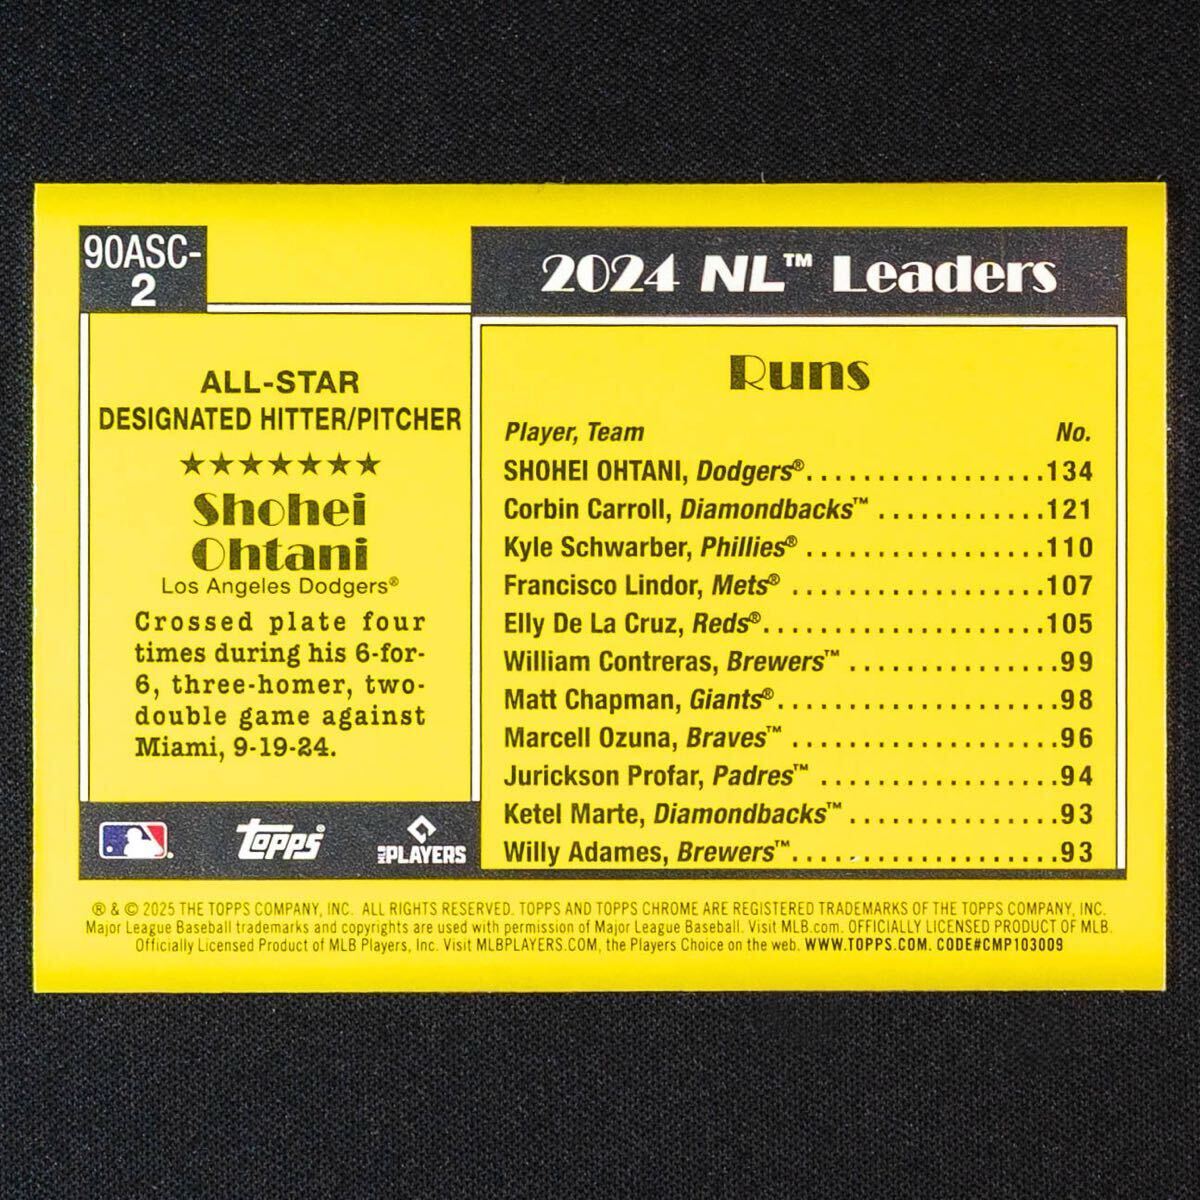 90ASC-
2
ALL-STAR
DESIGNATED HITTER/PITCHER
★★★★★★★
Shohei
Ohtani
Los Angeles Dodgers®
Crossed plate four
times during his 6-for-
6, three-homer, two-
double game against
Miami, 9-19-24.
topps
MLB PLAYERS
2024 NL™ Leaders
Runs
Player, Team No.
SHOHEI OHTANI, Dodgers®.................134
Corbin Carroll, Diamondbacks™ ............121
Kyle Schwarber, Phillies® .................110
Francisco Lindor, Mets® ..................107
Elly De La Cruz, Reds®....................105
William Contreras, Brewers™ ...............99
Matt Chapman, Giants®....................98
Marcell Ozuna, Braves™ ...................96
Jurickson Profar, Padres™ .................94
Ketel Marte, Diamondbacks™...............93
Willy Adames, Brewers™...................93
® & © 2025 THE TOPPS COMPANY, INC. ALL RIGHTS RESERVED. TOPPS AND TOPPS CHROME ARE REGISTERED TRADEMARKS OF THE TOPPS COMPANY, INC.
Major League Baseball trademarks and copyrights are used with permission of Major League Baseball. Visit MLB.com. OFFICIALLY LICENSED PRODUCT OF MLB.
Officially Licensed Product of MLB Players, Inc. Visit MLBPLAYERS.COM, the Players Choice on the web. WWW.TOPPS.COM. CODE#CMP103009